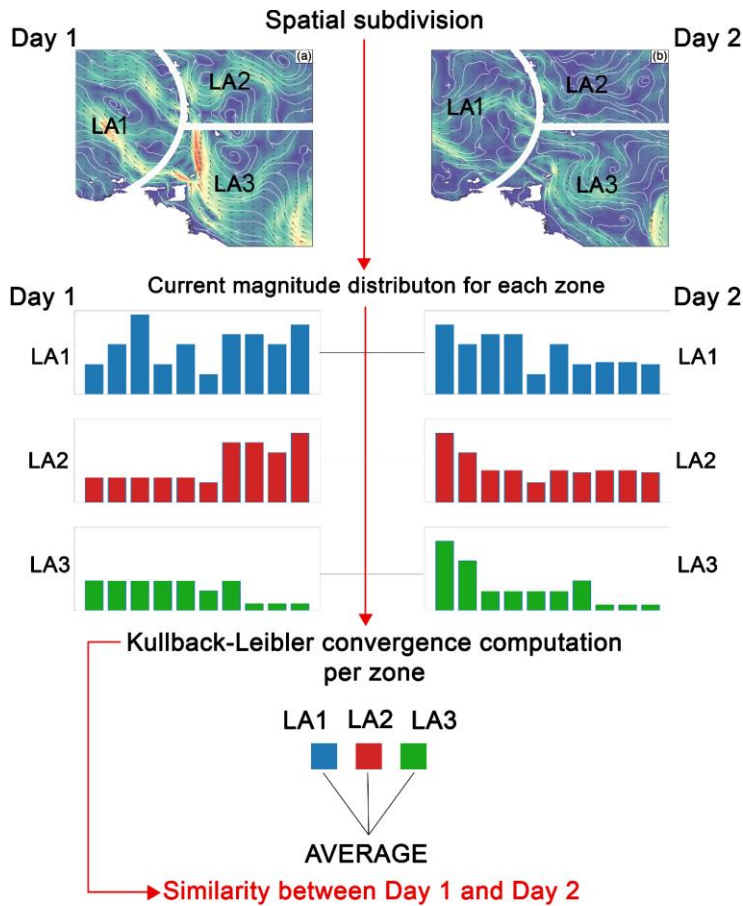 Spatial subdivision
Day 1
Day 2
(a)
LA2
LA1
LA3
(b)
LA2
LA1
LA3
Current magnitude distributon for each zone
Day 1
Day 2
LA1
LA1
LA2
LA2
LA3
LA3
Kullback-Leibler convergence computation
per zone
LA1 LA2 LA3
AVERAGE
Similarity between Day 1 and Day 2